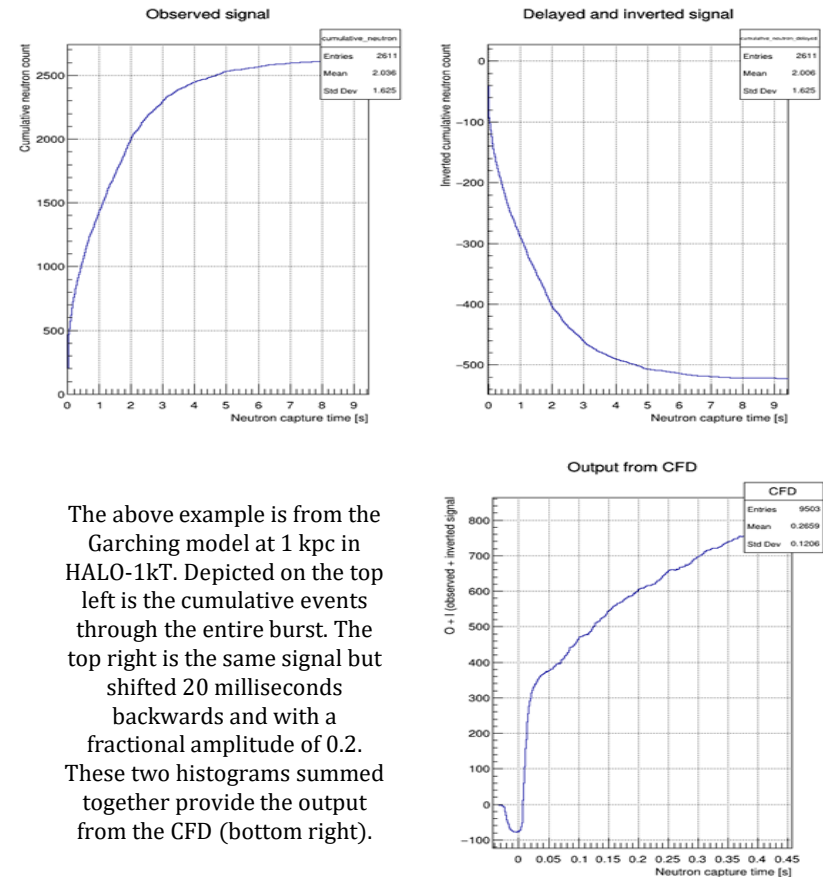 Observed signal
cumulative_neutron
Entries 2611
Mean 2.036
Std Dev 1.625
Cumulative neutron count
2500
2000
1500
1000
500
0
0 1 2 3 4 5 6 7 8 9
Neutron capture time [s]
Delayed and inverted signal
cumulative_neutron_delayed
Entries 2611
Mean 2.006
Std Dev 1.625
Inverted cumulative neutron count
0
−100
−200
−300
−400
−500
0 1 2 3 4 5 6 7 8 9
Neutron capture time [s]
The above example is from the
Garching model at 1 kpc in
HALO-1kT. Depicted on the top
left is the cumulative events
through the entire burst. The
top right is the same signal but
shifted 20 milliseconds
backwards and with a
fractional amplitude of 0.2.
These two histograms summed
together provide the output
from the CFD (bottom right).
Output from CFD
CFD
Entries 9503
Mean 0.2659
Std Dev 0.1206
O + I (observed + inverted signal
800
700
600
500
400
300
200
100
0
−100
0 0.05 0.1 0.15 0.2 0.25 0.3 0.35 0.4 0.45
Neutron capture time [s]